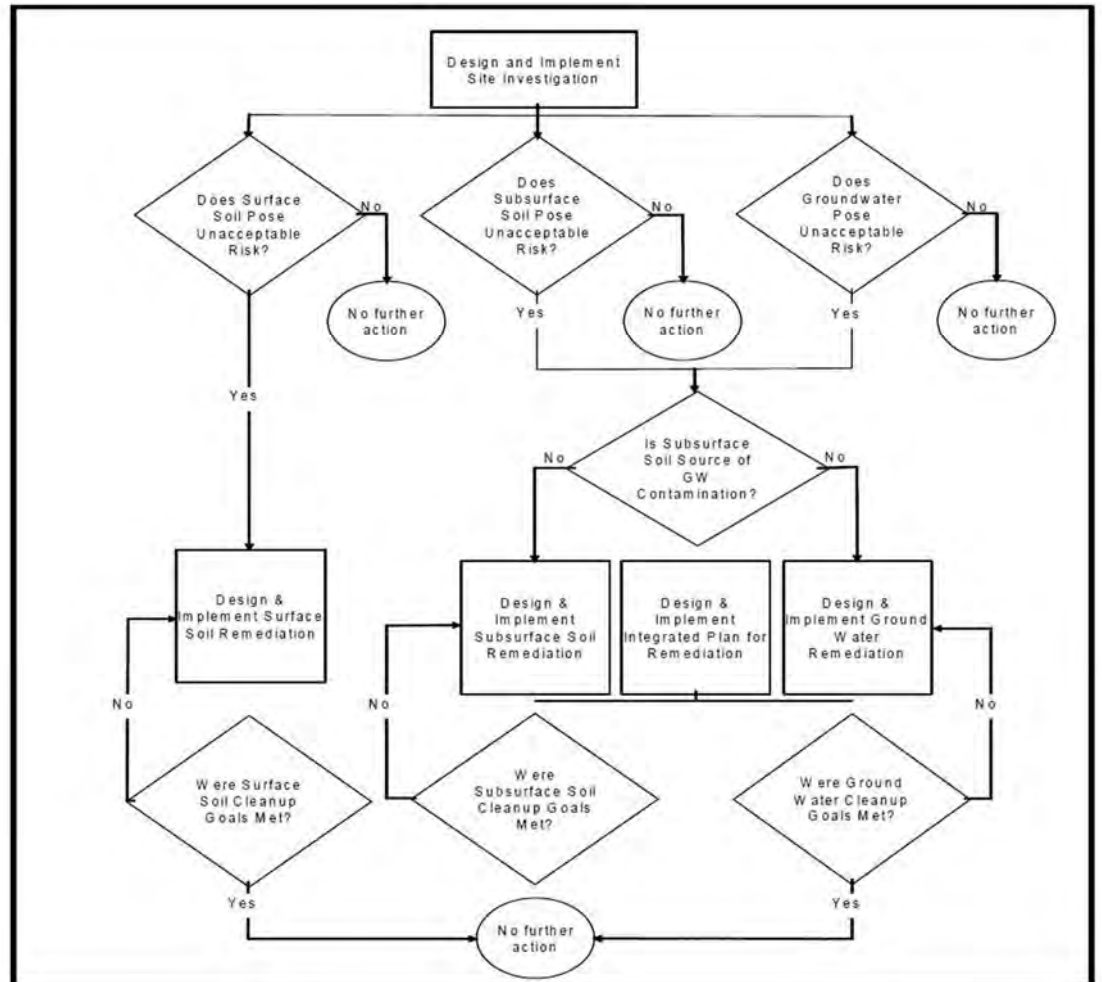 Design and Implement
Site Investigation
Does Surface
Soil Pose
Unacceptable
Risk?
No
Does
Subsurface
Soil Pose
Unacceptable
Risk?
No
Does
Groundwater
Pose
Unacceptable
Risk?
No
No further
action
Yes
No further
action
Yes
No further
action
Yes
Is Subsurface
Soil Source of
GW
Contamination?
No
No
Design &
Implement Surface
Soil Remediation
Design &
Implement
Subsurface Soil
Remediation
Design &
Implement
Integrated Plan for
Remediation
Design &
Implement Ground
Water
Remediation
No
No
No
Were Surface
Soil Cleanup
Goals Met?
Were
Subsurface Soil
Cleanup Goals
Met?
Were Ground
Water Cleanup
Goals Met?
Yes
Yes
No further
action